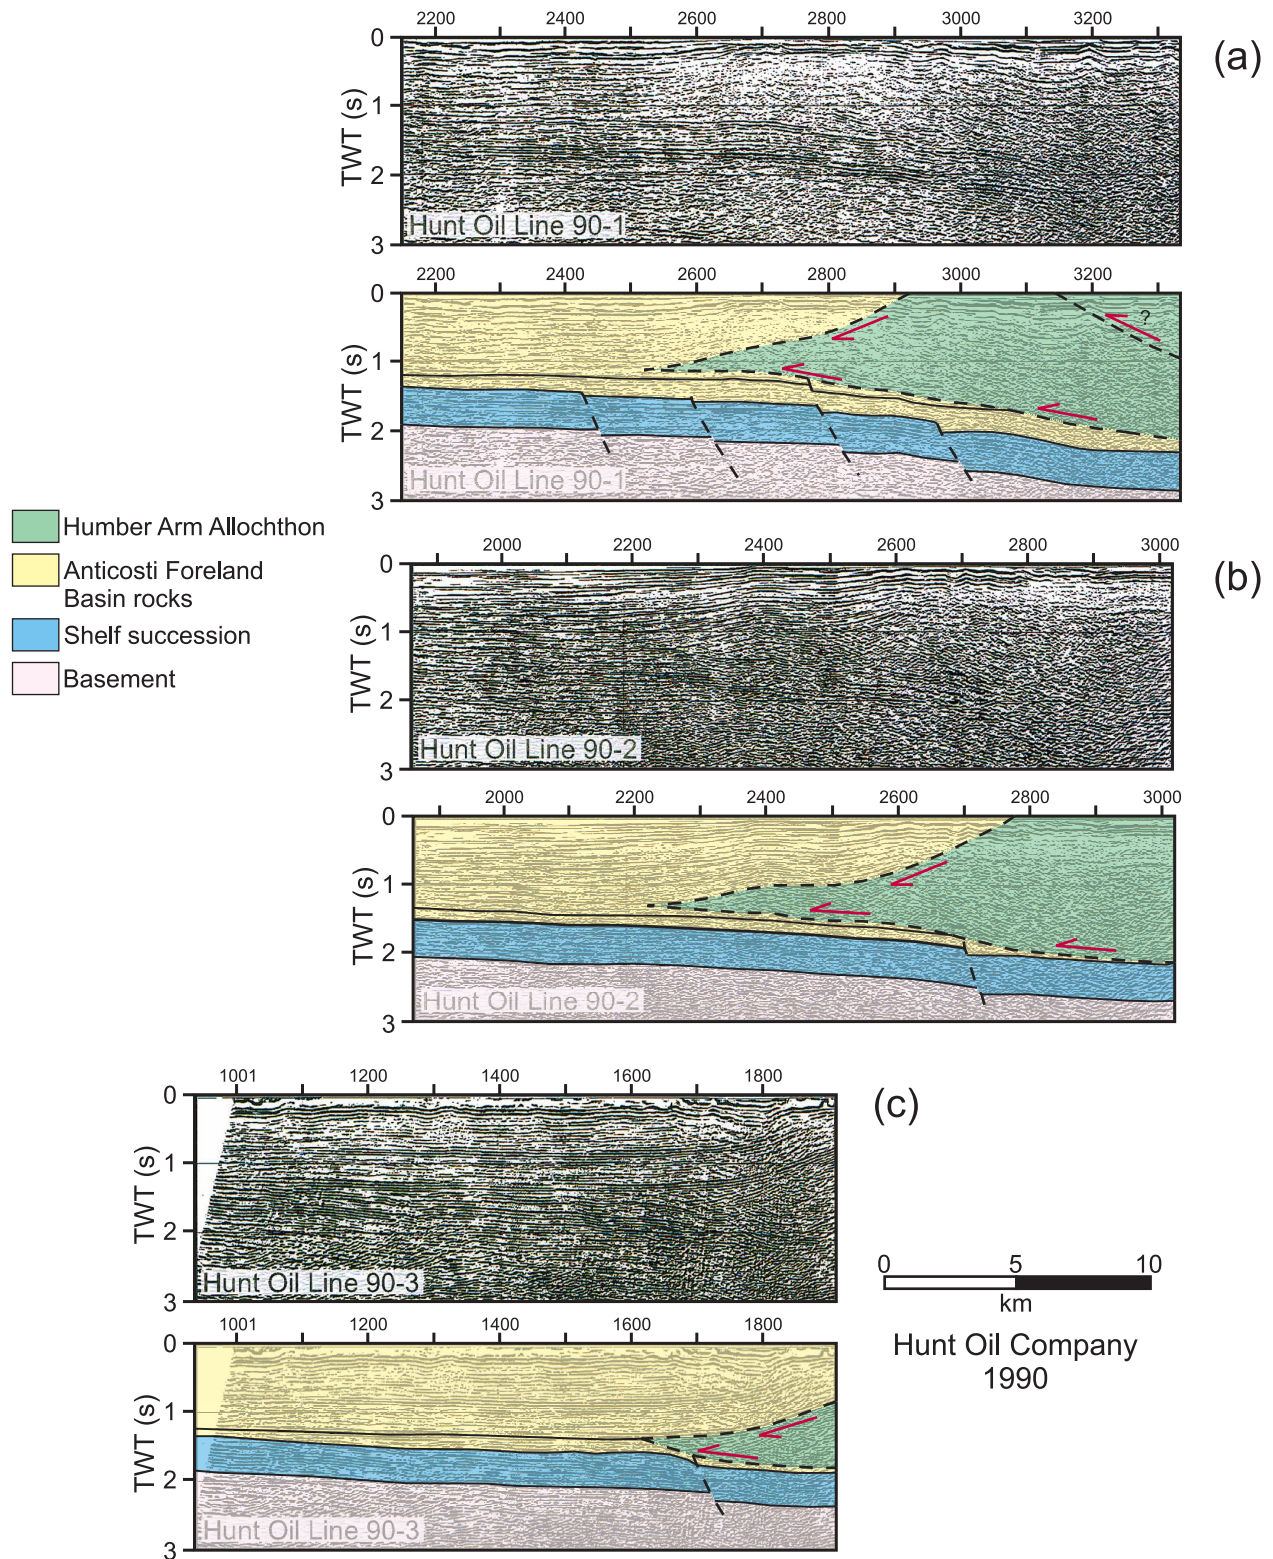 2200 2400 2600 2800 3000 3200
(a)
0
1
2
3
TWT (s)
Hunt Oil Line 90-1
2200 2400 2600 2800 3000 3200
0
1
2
3
TWT (s)
?
Hunt Oil Line 90-1
Humber Arm Allochthon
Anticosti Foreland
Basin rocks
Shelf succession
Basement
2000 2200 2400 2600 2800 3000
(b)
0
1
2
3
TWT (s)
Hunt Oil Line 90-2
2000 2200 2400 2600 2800 3000
0
1
2
3
TWT (s)
Hunt Oil Line 90-2
1001 1200 1400 1600 1800
(c)
0
1
2
3
TWT (s)
Hunt Oil Line 90-3
1001 1200 1400 1600 1800
0
1
2
3
TWT (s)
Hunt Oil Line 90-3
0 5 10
km
Hunt Oil Company
1990